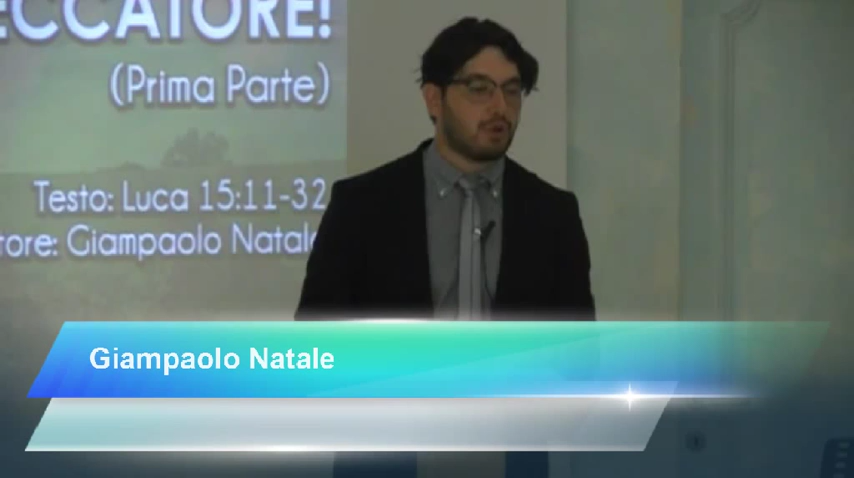 ECCATORE!
(Prima Parte)
Testo: Luca 15:11-32
tore: Giampaolo Natale
Giampaolo Natale